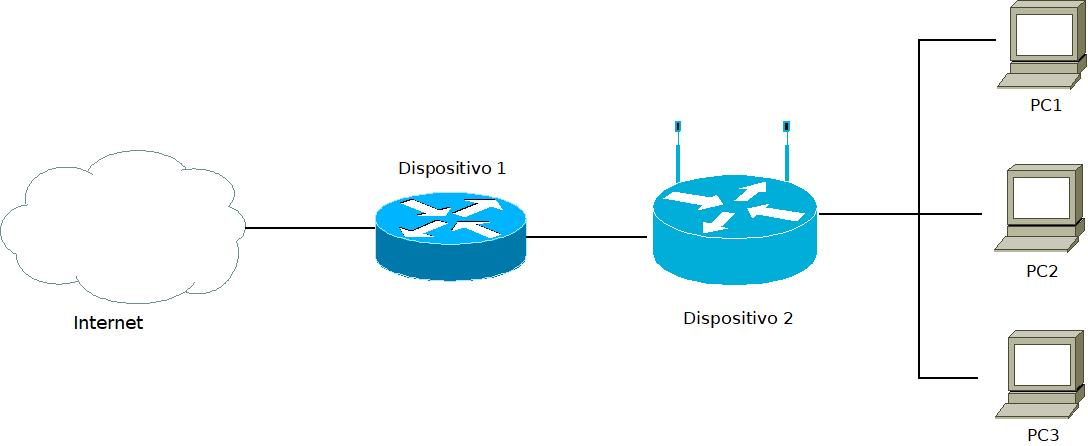 Internet
Dispositivo 1
Dispositivo 2
PC1
PC2
PC3